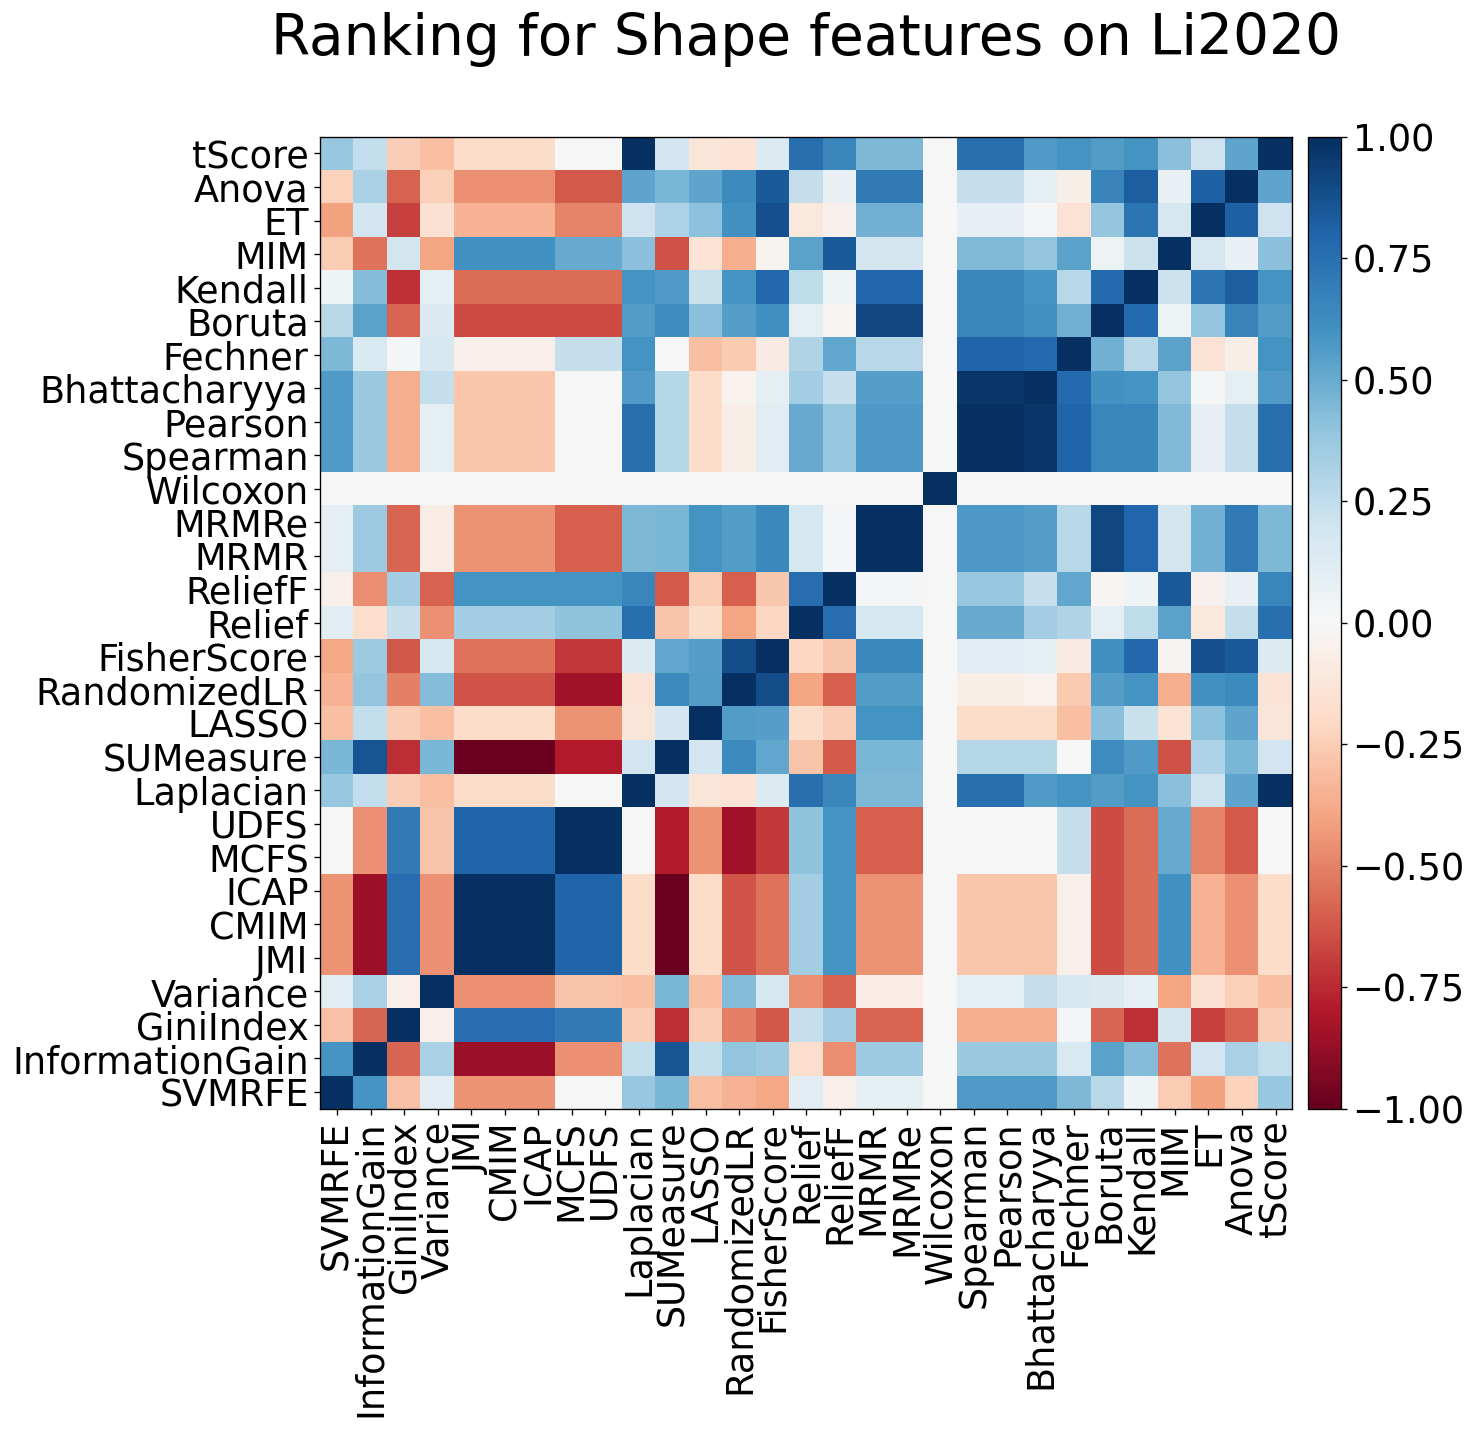 Ranking for Shape features on Li2020
tScore
Anova
ET
MIM
Kendall
Boruta
Fechner
Bhattacharyya
Pearson
Spearman
Wilcoxon
MRMRe
MRMR
ReliefF
Relief
FisherScore
RandomizedLR
LASSO
SUMeasure
Laplacian
UDFS
MCFS
ICAP
CMIM
JMI
Variance
GiniIndex
InformationGain
SVMRFE
SVMRFE
InformationGain
GiniIndex
Variance
JMI
CMIM
ICAP
MCFS
UDFS
Laplacian
SUMeasure
LASSO
RandomizedLR
FisherScore
Relief
ReliefF
MRMR
MRMRe
Wilcoxon
Spearman
Pearson
Bhattacharyya
Fechner
Boruta
Kendall
MIM
ET
Anova
tScore
1.00
0.75
0.50
0.25
0.00
−0.25
−0.50
−0.75
−1.00